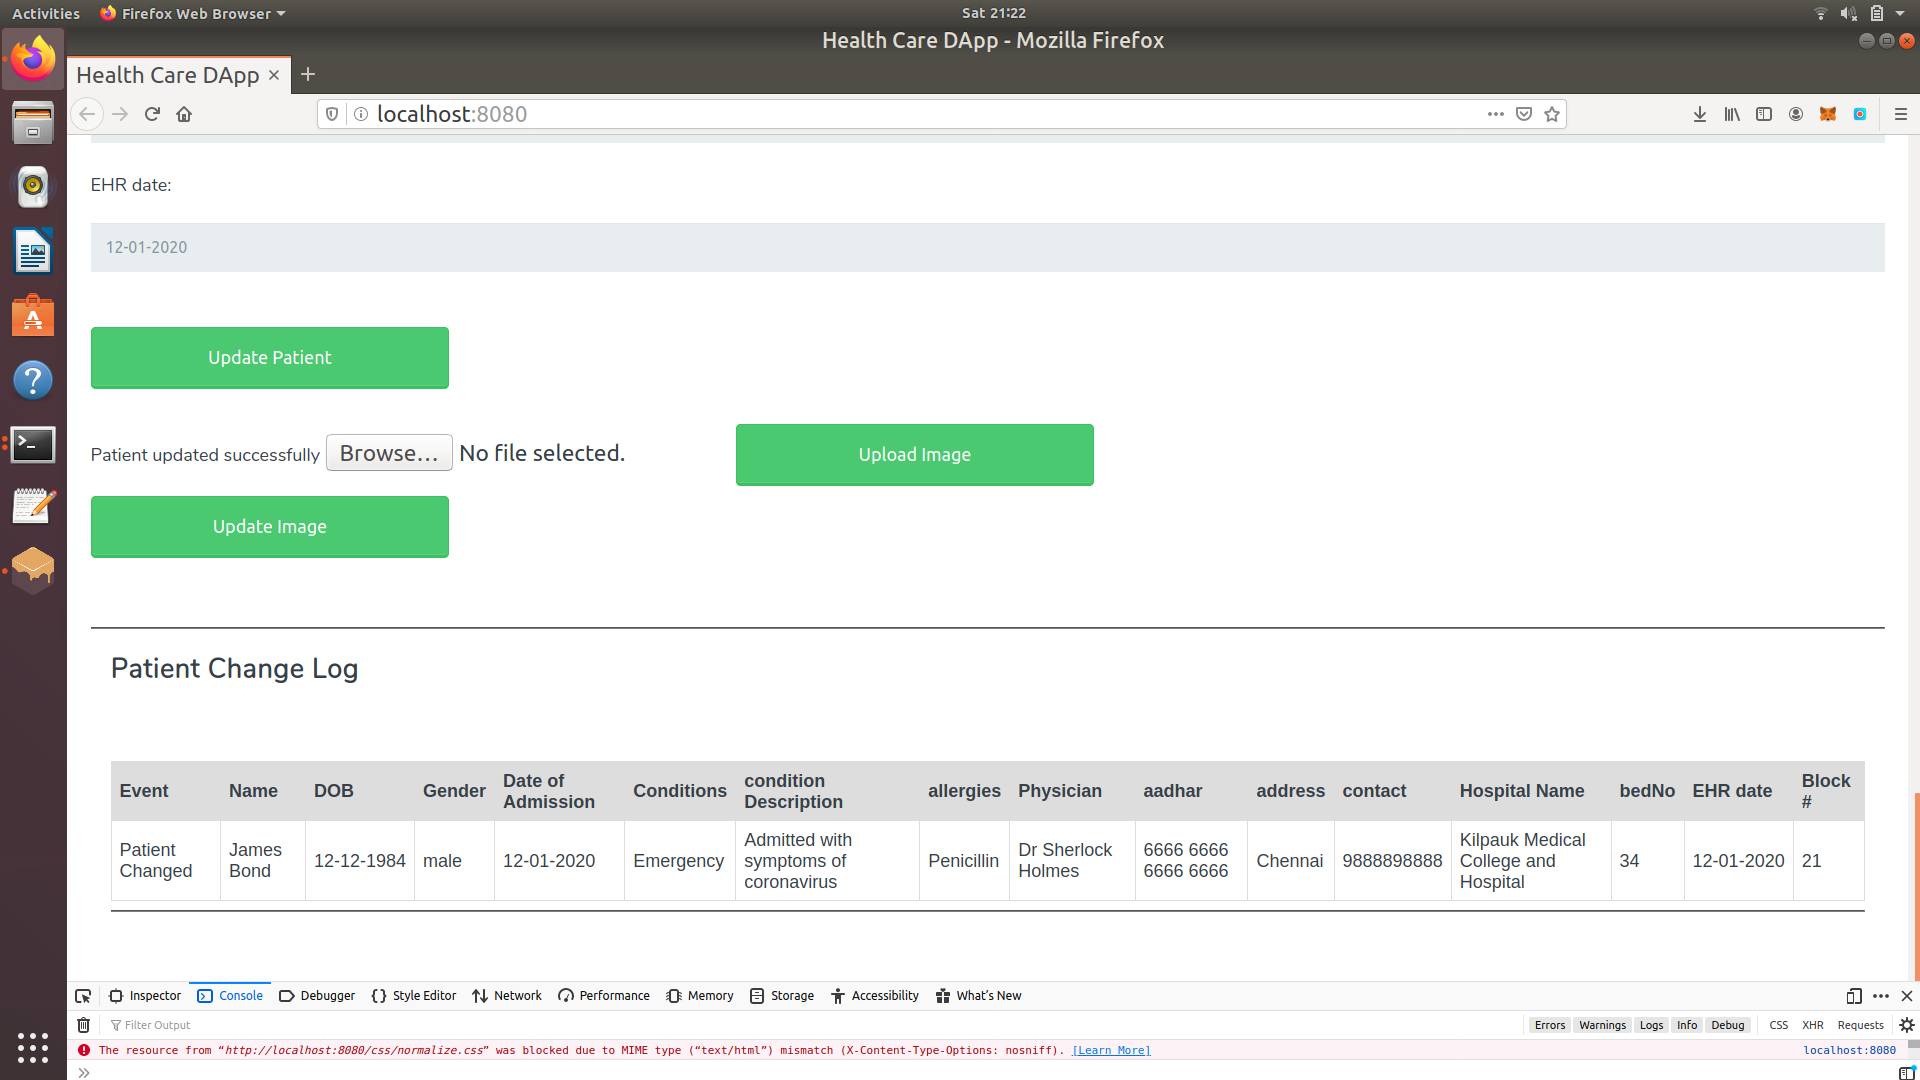 Activities Firefox Web Browser Sat 21:22
Health Care DApp - Mozilla Firefox
Health Care DApp
localhost:8080
EHR date:
12-01-2020
Update Patient
Patient updated successfully Browse... No file selected. Upload Image
Update Image
Patient Change Log
Event Name DOB Gender Date of Admission Conditions condition Description allergies Physician aadhar address contact Hospital Name bedNo EHR date Block #
Patient Changed James Bond 12-12-1984 male 12-01-2020 Emergency Admitted with symptoms of coronavirus Penicillin Dr Sherlock Holmes 6666 6666 6666 6666 Chennai 9888898888 Kilpauk Medical College and Hospital 34 12-01-2020 21
Inspector Console Debugger Style Editor Network Performance Memory Storage Accessibility What's New
Filter Output Errors Warnings Logs Info Debug CSS XHR Requests
The resource from “http://localhost:8080/css/normalize.css” was blocked due to MIME type (“text/html”) mismatch (X-Content-Type-Options: nosniff). [Learn More] localhost:8080